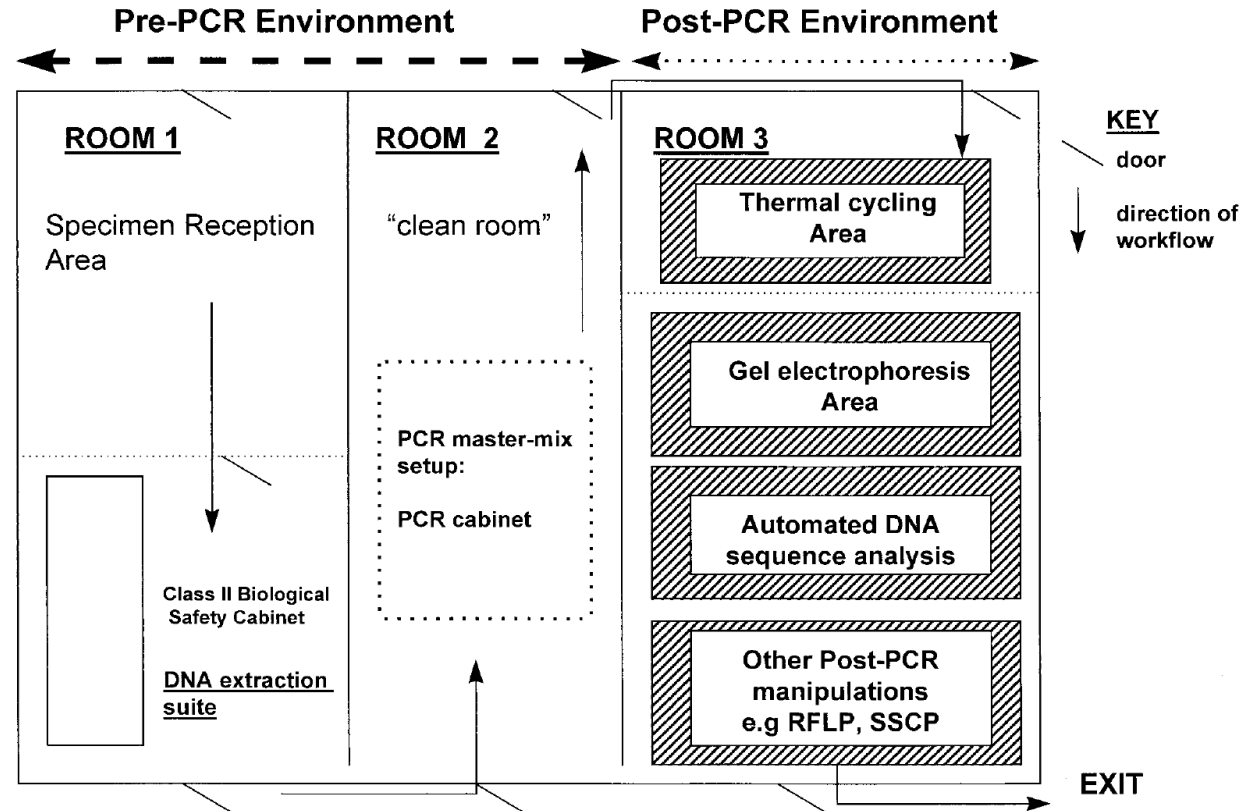 Pre-PCR Environment
Post-PCR Environment
ROOM 1
Specimen Reception
Area
Class II Biological
Safety Cabinet
DNA extraction
suite
ROOM 2
“clean room”
PCR master-mix
setup:
PCR cabinet
ROOM 3
Thermal cycling
Area
Gel electrophoresis
Area
Automated DNA
sequence analysis
Other Post-PCR
manipulations
e.g RFLP, SSCP
KEY
door
direction of
workflow
EXIT